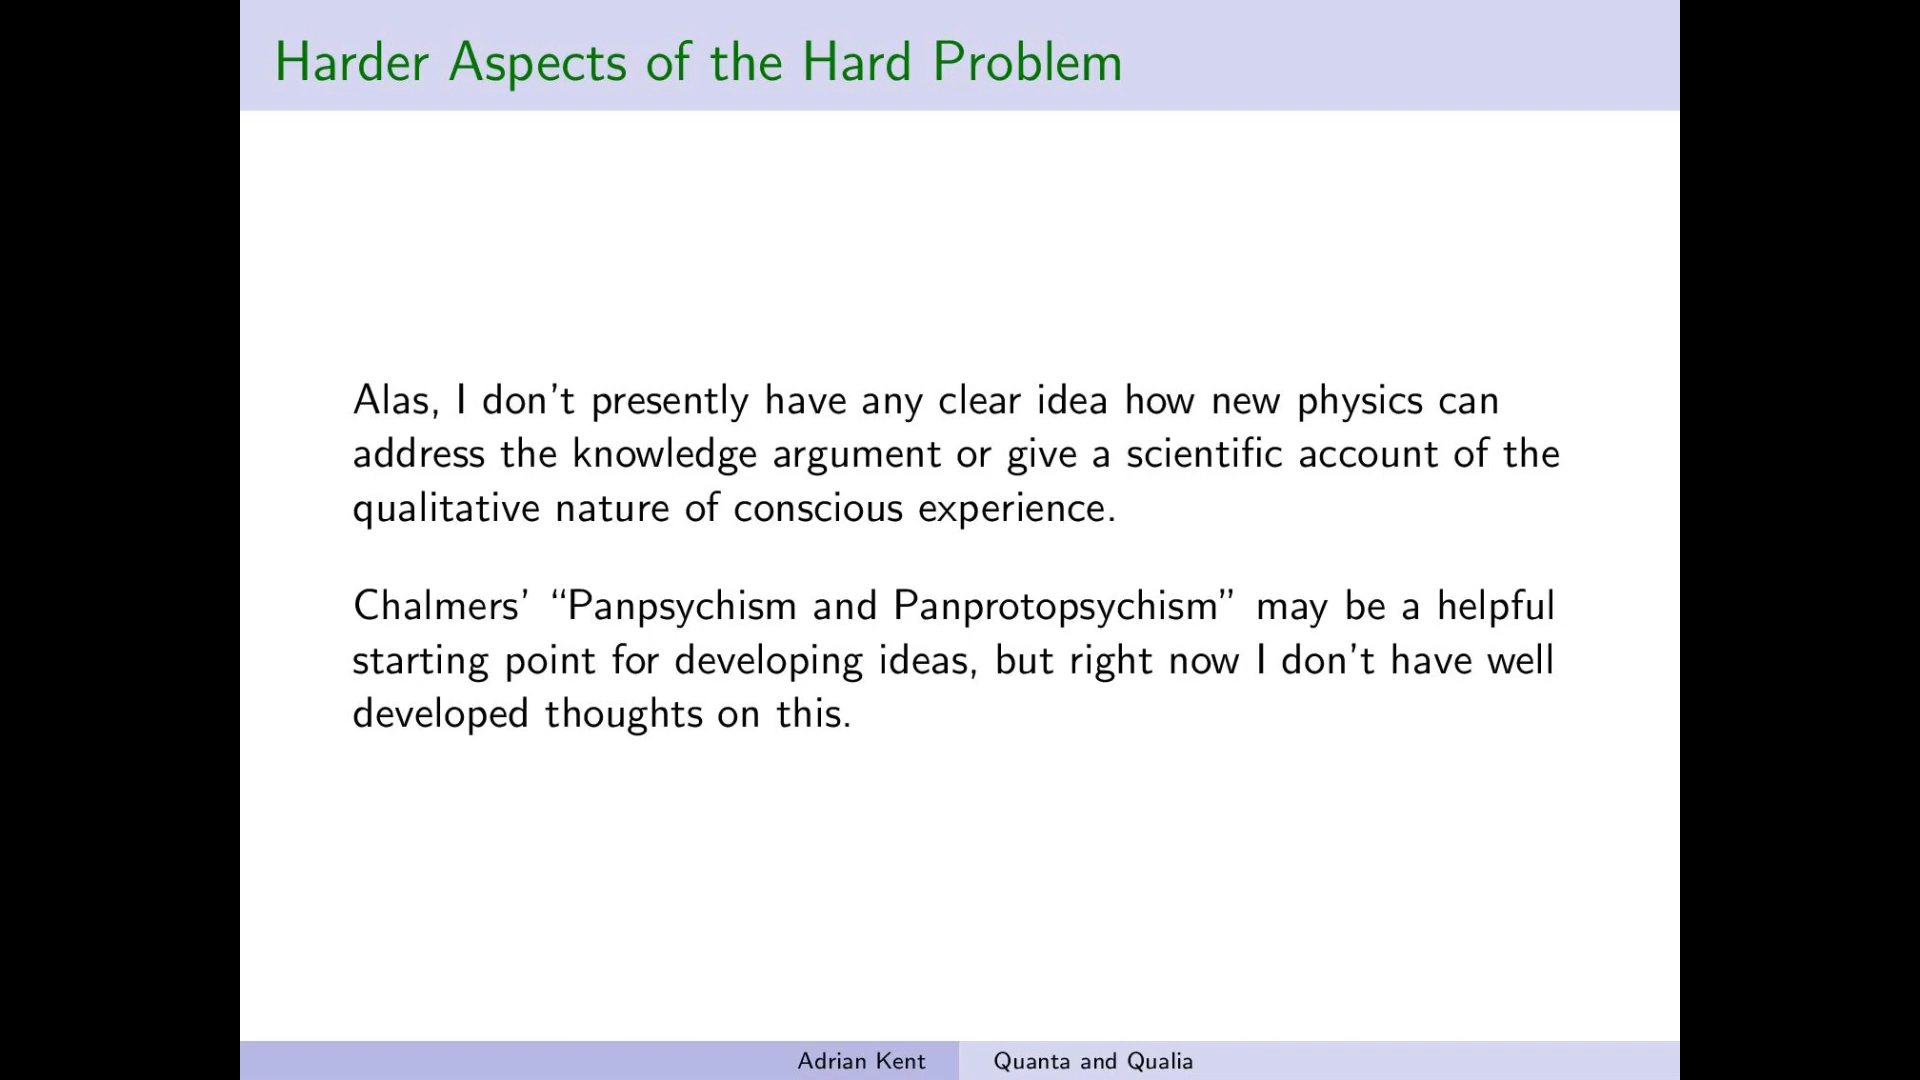 Harder Aspects of the Hard Problem
Alas, I don’t presently have any clear idea how new physics can
address the knowledge argument or give a scientific account of the
qualitative nature of conscious experience.
Chalmers’ “Panpsychism and Panprotopsychism” may be a helpful
starting point for developing ideas, but right now I don’t have well
developed thoughts on this.
Adrian Kent
Quanta and Qualia